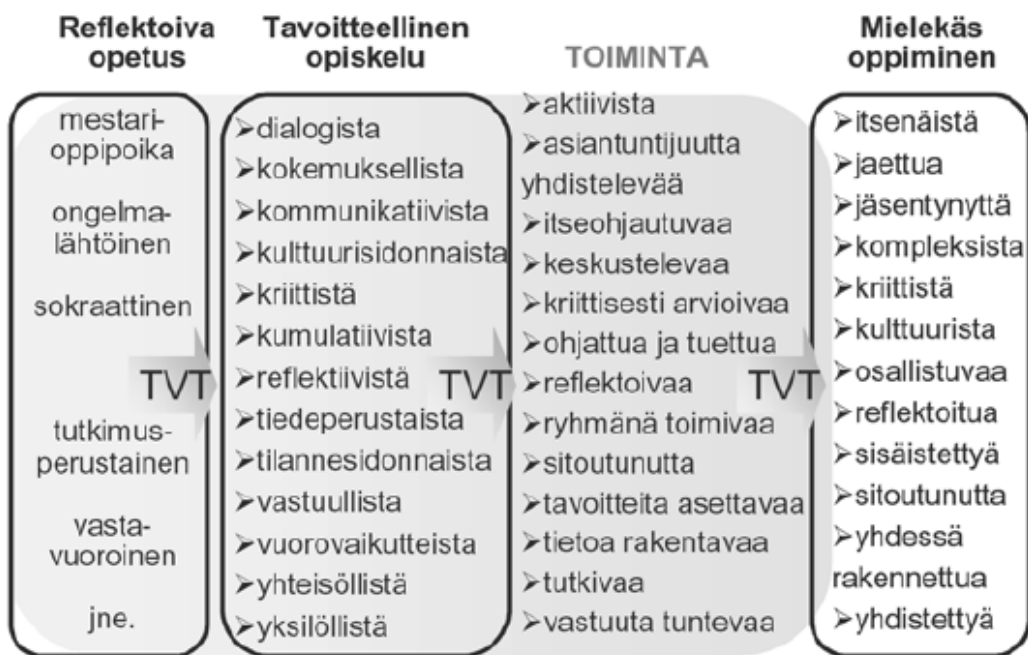 Reflektoiva
opetus
mestari-
oppipoika
ongelma-
lähtöinen
sokraattinen
TVT
tutkimus-
perustainen
vasta-
vuoroinen
jne.
Tavoitteellinen
opiskelu
➢dialogista
➢kokemuksellista
➢kommunikatiivista
➢kulttuurisidonnaista
➢kriittistä
➢kumulatiivista
➢reflektiivistä
➢tiedeperustaista
➢tilannesidonnaista
➢vastuullista
➢vuorovaikutteista
➢yhteisöllistä
➢yksilöllistä
TVT
TOIMINTA
➢aktiivista
➢asiantuntijuutta
yhdistelevää
➢itseohjautuvaa
➢keskustelevaa
➢kriittisesti arvioivaa
➢ohjattua ja tuettua
➢reflektoivaa
➢ryhmänä toimivaa
➢sitoutunutta
➢tavoitteita asettavaa
➢tietoa rakentavaa
➢tutkivaa
➢vastuuta tuntevaa
TVT
Mielekäs
oppiminen
➢itsenäistä
➢jaettua
➢jäsentynyttä
➢kompleksista
➢kriittistä
➢kulttuurista
➢osallistuvaa
➢reflektoitua
➢sisäistettyä
➢sitoutunutta
➢yhdessä
rakennettua
➢yhdistettyä